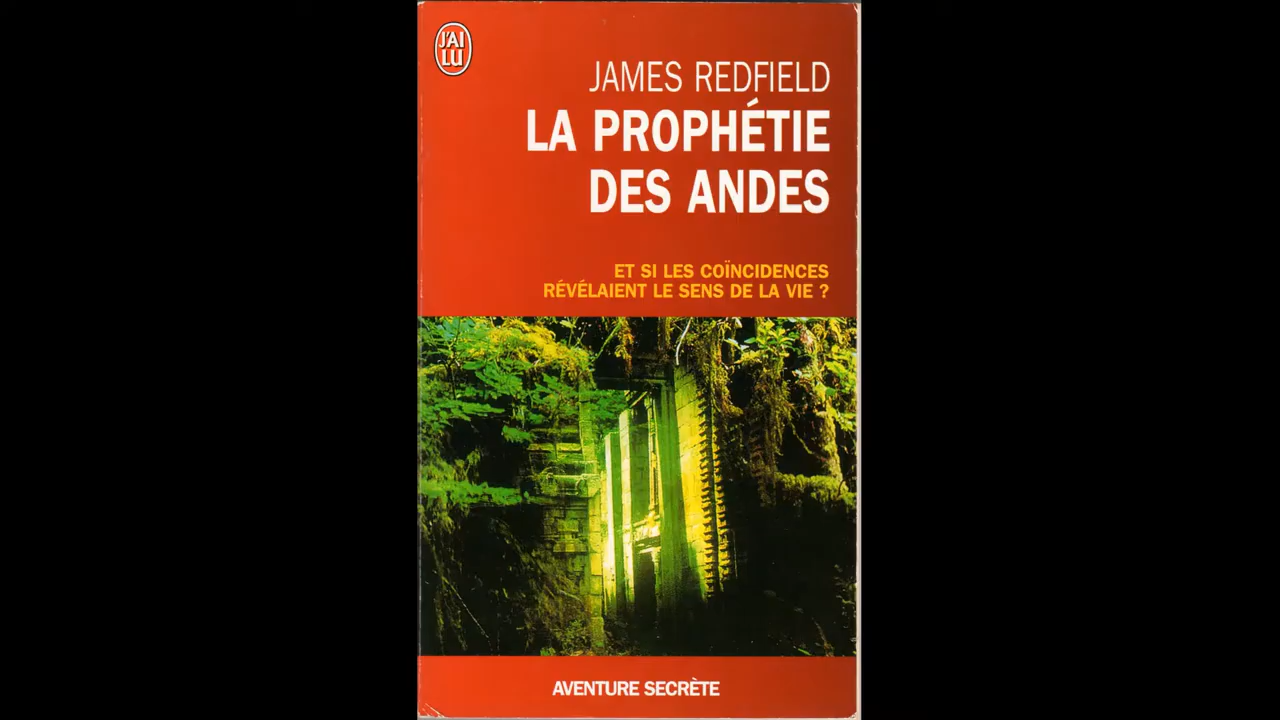 J'AI
LU
JAMES REDFIELD
LA PROPHÉTIE
DES ANDES
ET SI LES COÏNCIDENCES
RÉVÉLAIENT LE SENS DE LA VIE ?
AVENTURE SECRÈTE